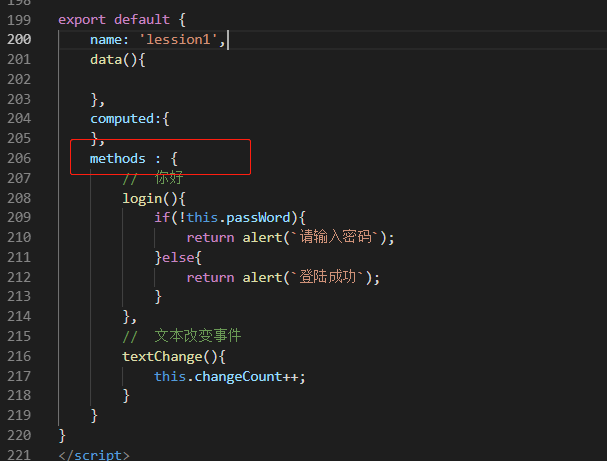 198
199 export default {
200 name: 'lession1',
201 data(){
202
203 },
204 computed:{
205 },
206 methods : {
207 // 你好
208 login(){
209 if(!this.passWord){
210 return alert(`请输入密码`);
211 }else{
212 return alert(`登陆成功`);
213 }
214 },
215 // 文本改变事件
216 textChange(){
217 this.changeCount++;
218 }
219 }
220 }
221 </script>